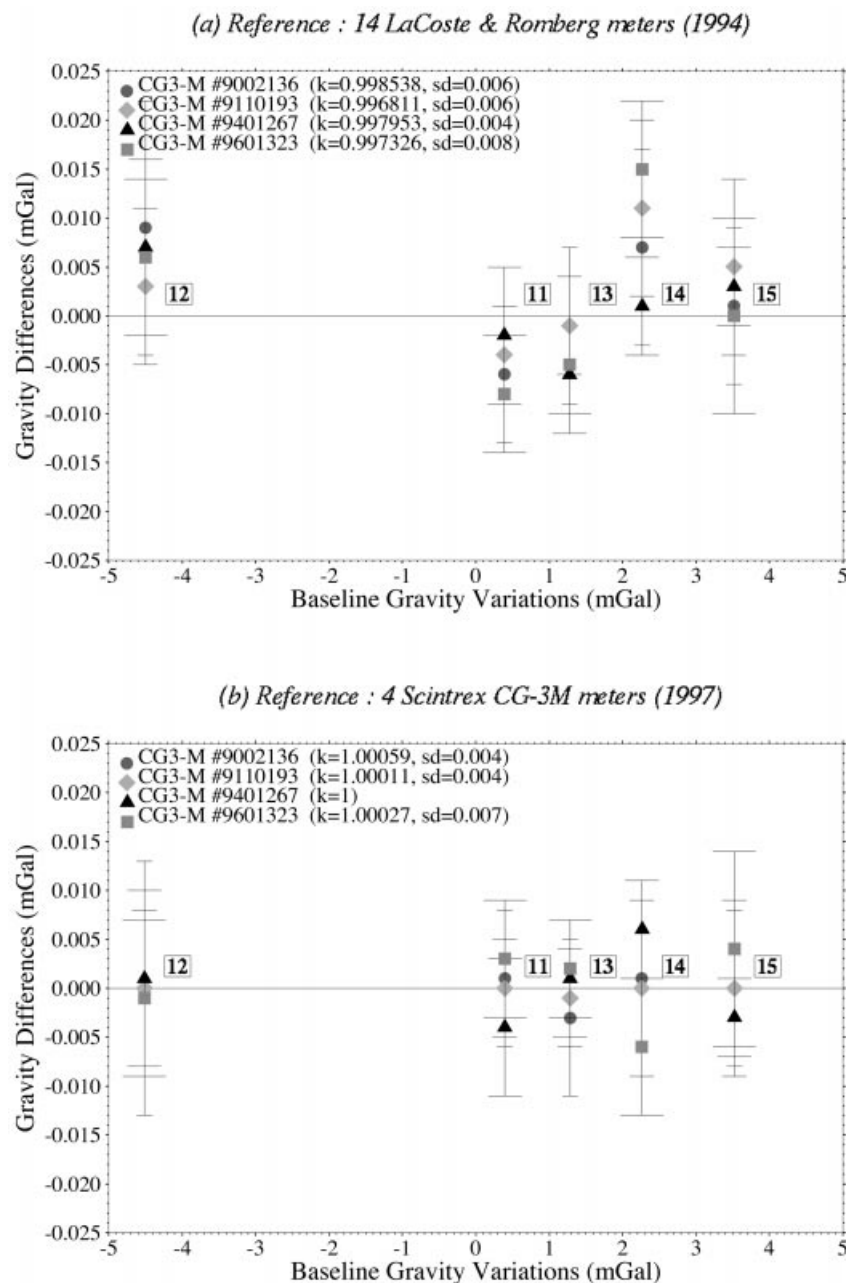 (a) Reference : 14 LaCoste & Romberg meters (1994)
0.025
CG3-M #9002136 (k=0.998538, sd=0.006)
CG3-M #9110193 (k=0.996811, sd=0.006)
0.020
CG3-M #9401267 (k=0.997953, sd=0.004)
CG3-M #9601323 (k=0.997326, sd=0.008)
0.015
0.010
0.005
12 11 13 14 15
0.000
-0.005
-0.010
-0.015
-0.020
-0.025
Gravity Differences (mGal)
-5 -4 -3 -2 -1 0 1 2 3 4 5
Baseline Gravity Variations (mGal)
(b) Reference : 4 Scintrex CG-3M meters (1997)
0.025
CG3-M #9002136 (k=1.00059, sd=0.004)
CG3-M #9110193 (k=1.00011, sd=0.004)
0.020
CG3-M #9401267 (k=1)
CG3-M #9601323 (k=1.00027, sd=0.007)
0.015
0.010
0.005
12 11 13 14 15
0.000
-0.005
-0.010
-0.015
-0.020
-0.025
Gravity Differences (mGal)
-5 -4 -3 -2 -1 0 1 2 3 4 5
Baseline Gravity Variations (mGal)